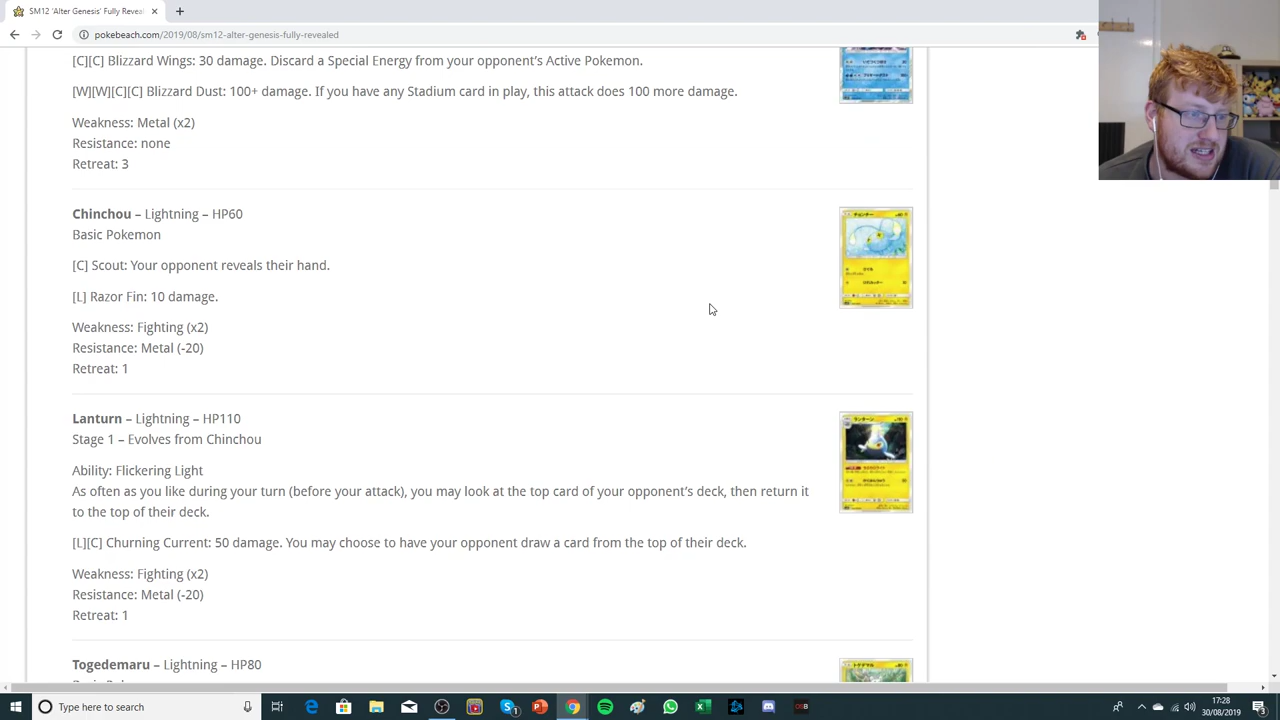 SM12 'Alter Genesis' Fully Reveal
pokebeach.com/2019/08/sm12-alter-genesis-fully-revealed
[C][C] Blizzard Wings: 30 damage. Discard a Special Energy from your opponent's Active Pokemon.
[W][W][C][C] Blizzard Dust: 100+ damage. If you have any Stadium card in play, this attack does 100 more damage.
Weakness: Metal (x2)
Resistance: none
Retreat: 3
Chinchou – Lightning – HP60
Basic Pokemon
[C] Scout: Your opponent reveals their hand.
[L] Razor Fin: 10 damage.
Weakness: Fighting (x2)
Resistance: Metal (-20)
Retreat: 1
Lanturn – Lightning – HP110
Stage 1 – Evolves from Chinchou
Ability: Flickering Light
As often as you like during your turn (before your attack), you may look at the top card of your opponent's deck, then return it
to the top of their deck.
[L][C] Churning Current: 50 damage. You may choose to have your opponent draw a card from the top of their deck.
Weakness: Fighting (x2)
Resistance: Metal (-20)
Retreat: 1
Togedemaru – Lightning – HP80
Type here to search
17:28
30/08/2019